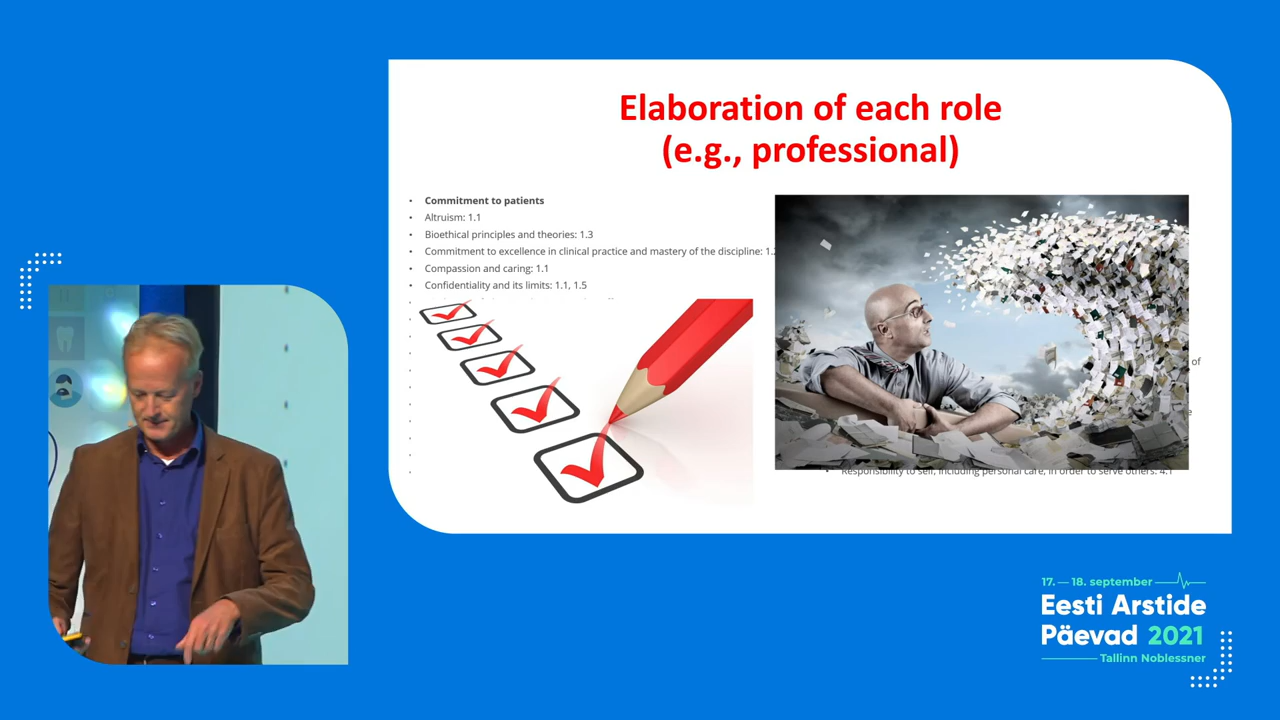 Elaboration of each role
(e.g., professional)
• Commitment to patients
• Altruism: 1.1
• Bioethical principles and theories: 1.3
• Commitment to excellence in clinical practice and mastery of the discipline: 1.
• Compassion and caring: 1.1
• Confidentiality and its limits: 1.1, 1.5
of
• Responsibility to self, including personal care, in order to serve others: 4.1
17. — 18. september
Eesti Arstide
Päevad 2021
Tallinn Noblessner